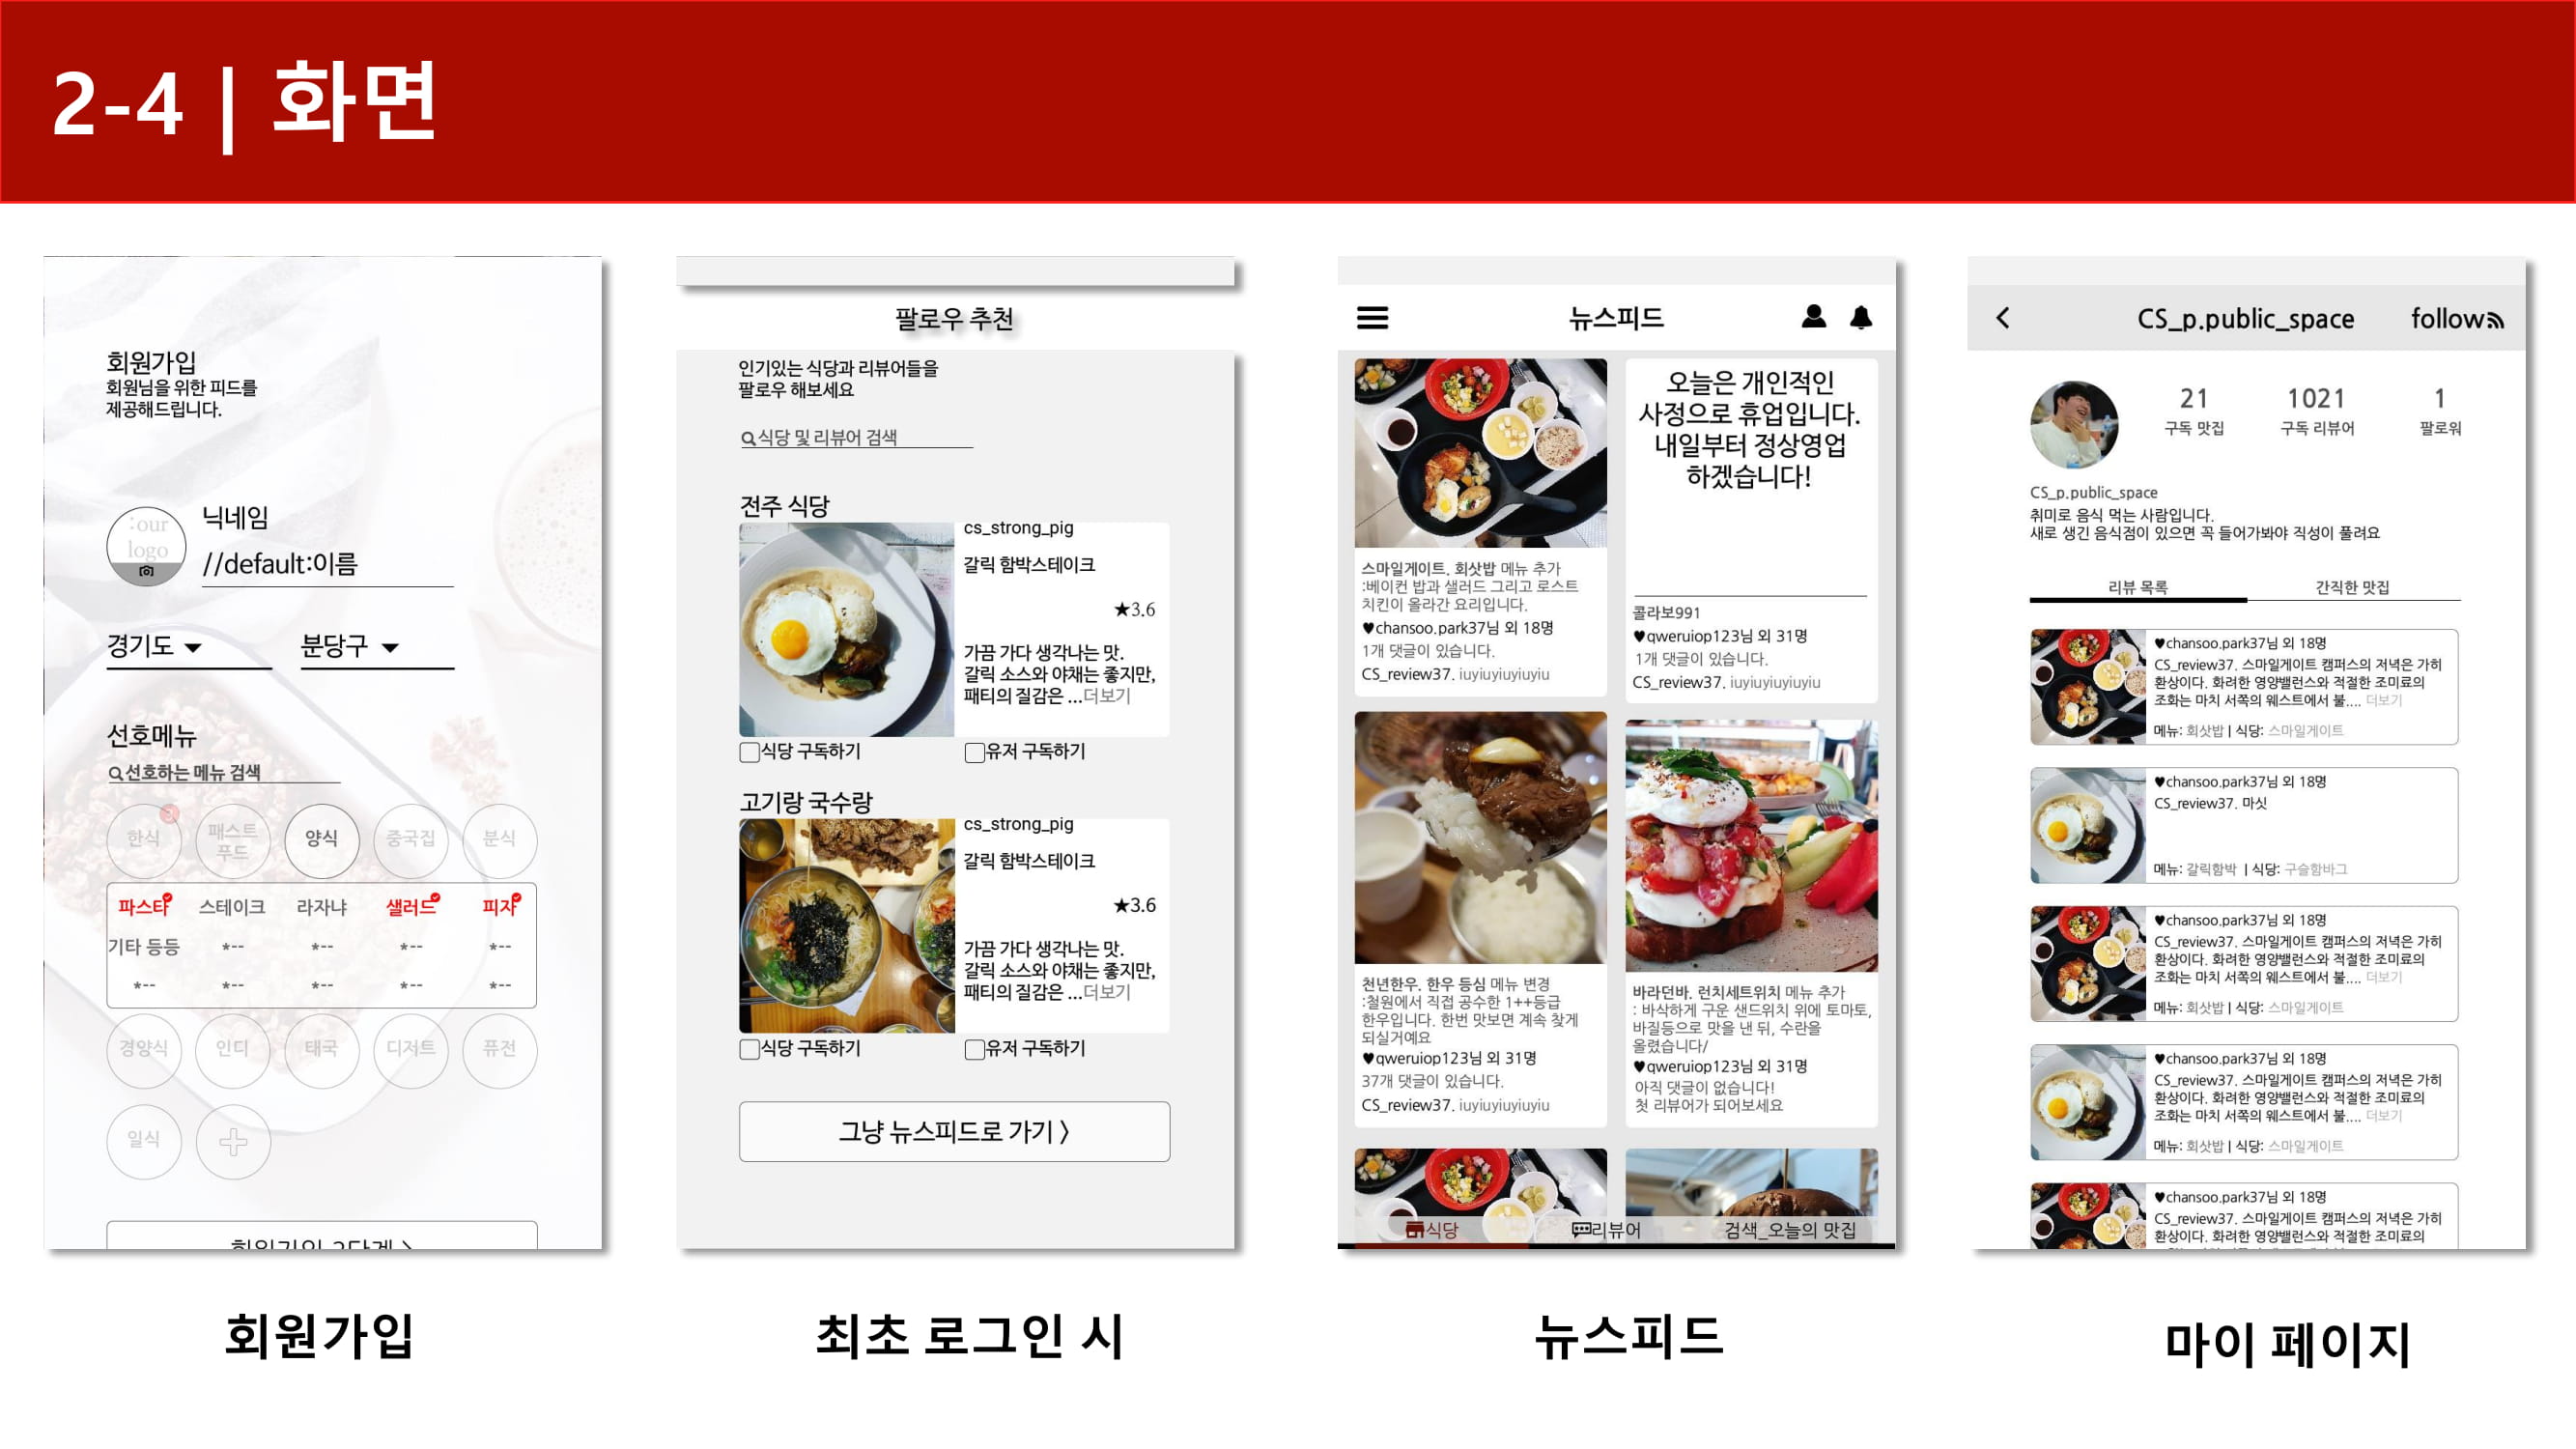 2-4 | 화면
회원가입
회원님을 위한 피드를
제공해드립니다.
:our
logo
닉네임
//default:이름
경기도
분당구
선호메뉴
선호하는 메뉴 검색
한식 패스트 푸드 양식 중국집 분식
파스타 스테이크 라자냐 샐러드 피자
기타 등등 *-- *-- *-- *--
*-- *-- *-- *-- *--
경양식 인디 태국 디저트 퓨전
일식
회원가입
팔로우 추천
인기있는 식당과 리뷰어들을
팔로우 해보세요
식당 및 리뷰어 검색
전주 식당
cs_strong_pig
갈릭 함박스테이크
★3.6
가끔 가다 생각나는 맛.
갈릭 소스와 야채는 좋지만,
패티의 질감은 ...더보기
식당 구독하기 유저 구독하기
고기랑 국수랑
cs_strong_pig
갈릭 함박스테이크
★3.6
가끔 가다 생각나는 맛.
갈릭 소스와 야채는 좋지만,
패티의 질감은 ...더보기
식당 구독하기 유저 구독하기
그냥 뉴스피드로 가기 〉
최초 로그인 시
뉴스피드
스마일게이트. 회삿밥 메뉴 추가
:베이컨 밥과 샐러드 그리고 로스트
치킨이 올라간 요리입니다.
♥chansoo.park37님 외 18명
1개 댓글이 있습니다.
CS_review37. iuyiuyiuyiuyiu
오늘은 개인적인
사정으로 휴업입니다.
내일부터 정상영업
하겠습니다!
콜라보991
♥qweruiop123님 외 31명
1개 댓글이 있습니다.
CS_review37. iuyiuyiuyiuyiu
천년한우. 한우 등심 메뉴 변경
:철원에서 직접 공수한 1++등급
한우입니다. 한번 맛보면 계속 찾게
되실거예요
♥qweruiop123님 외 31명
37개 댓글이 있습니다.
CS_review37. iuyiuyiuyiuyiu
바라던바. 런치세트위치 메뉴 추가
: 바삭하게 구운 샌드위치 위에 토마토,
바질등으로 맛을 낸 뒤, 수란을
올렸습니다/
♥qweruiop123님 외 31명
아직 댓글이 없습니다!
첫 리뷰어가 되어보세요
식당 리뷰어 검색_오늘의 맛집
뉴스피드
CS_p.public_space follow
21 1021 1
구독 맛집 구독 리뷰어 팔로워
CS_p.public_space
취미로 음식 먹는 사람입니다.
새로 생긴 음식점이 있으면 꼭 들어가봐야 직성이 풀려요
리뷰 목록 간직한 맛집
♥chansoo.park37님 외 18명
CS_review37. 스마일게이트 캠퍼스의 저녁은 가히
환상이다. 화려한 영양밸런스와 적절한 조미료의
조화는 마치 서쪽의 웨스트에서 불.... 더보기
메뉴: 회삿밥 | 식당: 스마일게이트
♥chansoo.park37님 외 18명
CS_review37. 마싯
메뉴: 갈릭함박 | 식당: 구슬함바그
♥chansoo.park37님 외 18명
CS_review37. 스마일게이트 캠퍼스의 저녁은 가히
환상이다. 화려한 영양밸런스와 적절한 조미료의
조화는 마치 서쪽의 웨스트에서 불.... 더보기
메뉴: 회삿밥 | 식당: 스마일게이트
♥chansoo.park37님 외 18명
CS_review37. 스마일게이트 캠퍼스의 저녁은 가히
환상이다. 화려한 영양밸런스와 적절한 조미료의
조화는 마치 서쪽의 웨스트에서 불.... 더보기
메뉴: 회삿밥 | 식당: 스마일게이트
♥chansoo.park37님 외 18명
CS_review37. 스마일게이트 캠퍼스의 저녁은 가히
환상이다. 화려한 영양밸런스와 적절한 조미료의
마이 페이지